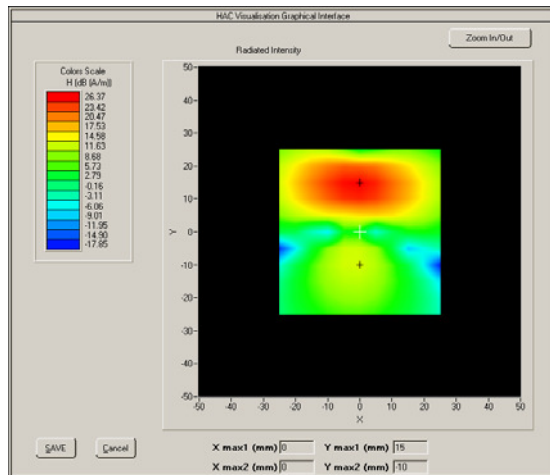 HAC Visualisation Graphical Interface
Zoom In/Out
Radiated Intensity
Colors Scale
H (dB (A/m))
26.37
23.42
20.47
17.53
14.58
11.63
8.68
5.73
2.79
-0.16
-3.11
-6.06
-9.01
-11.95
-14.90
-17.85
50
40
30
20
10
0
-10
-20
-30
-40
-50
Y
-50 -40 -30 -20 -10 0 10 20 30 40 50
X
SAVE
Cancel
X max1 (mm) 0 Y max1 (mm) 15
X max2 (mm) 0 Y max2 (mm) -10